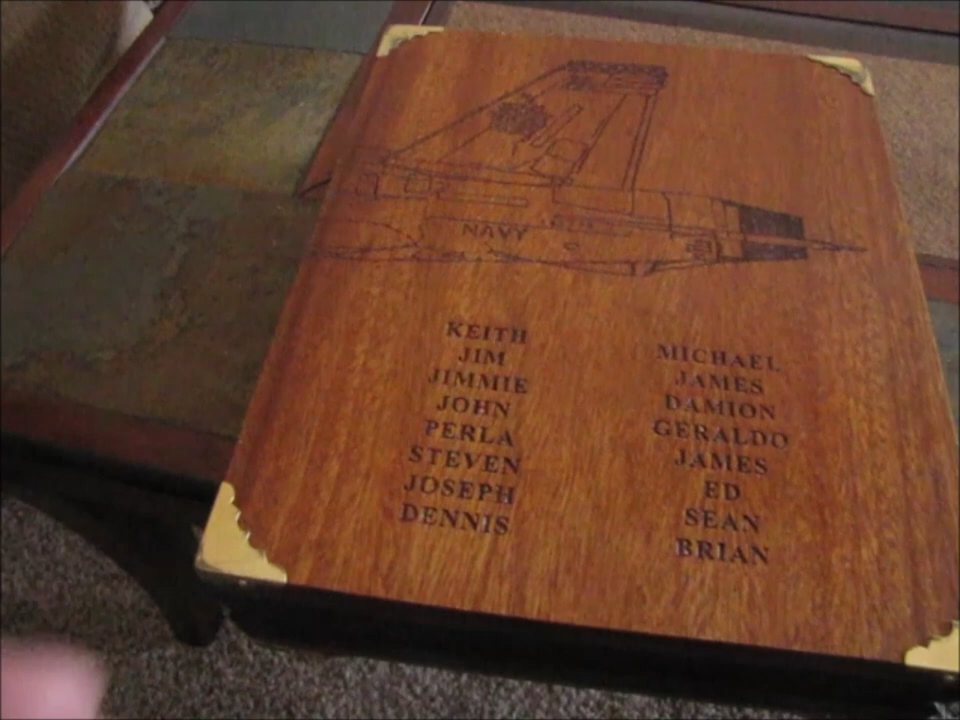 NAVY
KEITH
JIM
JIMMIE
JOHN
PERLA
STEVEN
JOSEPH
DENNIS
MICHAEL
JAMES
DAMION
GERALDO
JAMES
ED
SEAN
BRIAN